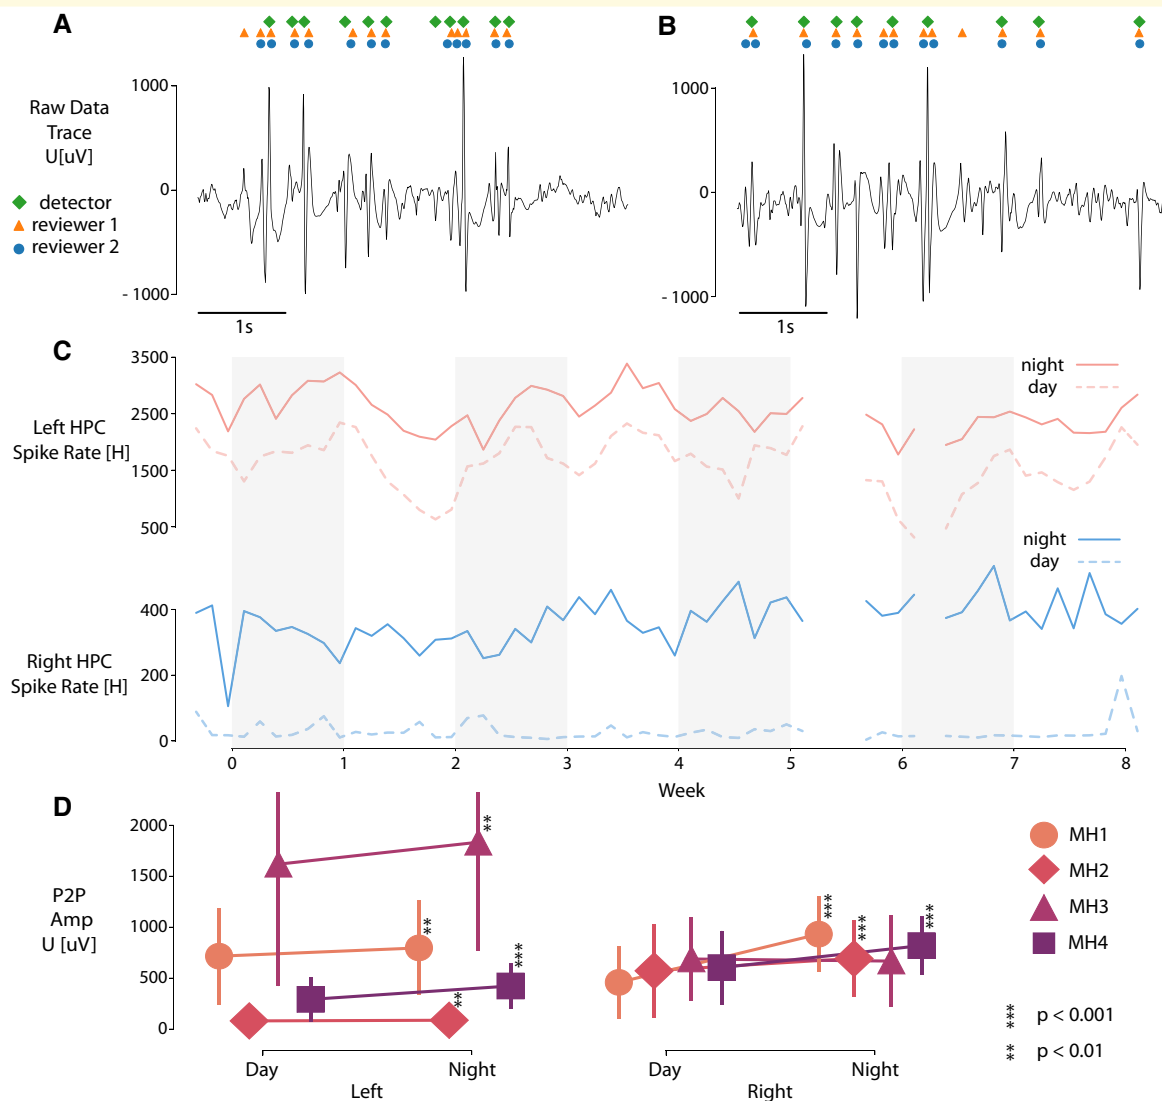 A
B
1000
0
- 1000
Raw Data
Trace
U[uV]
detector
reviewer 1
reviewer 2
1s
1000
0
- 1000
1s
C
3500
2500
1500
500
Left HPC
Spike Rate [H]
night
day
night
day
400
200
0
Right HPC
Spike Rate [H]
0 1 2 3 4 5 6 7 8
Week
D
2000
1500
1000
500
0
P2P
Amp
U [uV]
**
**
**
***
***
***
***
MH1
MH2
MH3
MH4
*** p < 0.001
** p < 0.01
Day Night Day Night
Left Right